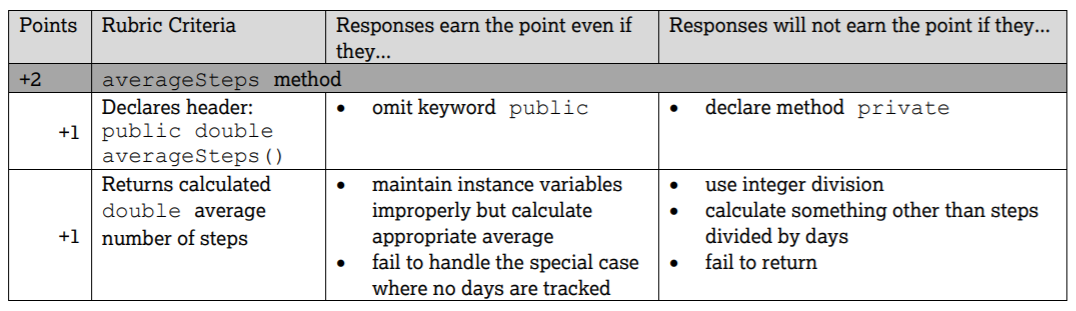 Points Rubric Criteria Responses earn the point even if they... Responses will not earn the point if they...
+2 averageSteps method
+1
Declares header:
public double
averageSteps()
• omit keyword public
• declare method private
+1
Returns calculated
double average
number of steps
• maintain instance variables
improperly but calculate
appropriate average
• fail to handle the special case
where no days are tracked
• use integer division
• calculate something other than steps
divided by days
• fail to return